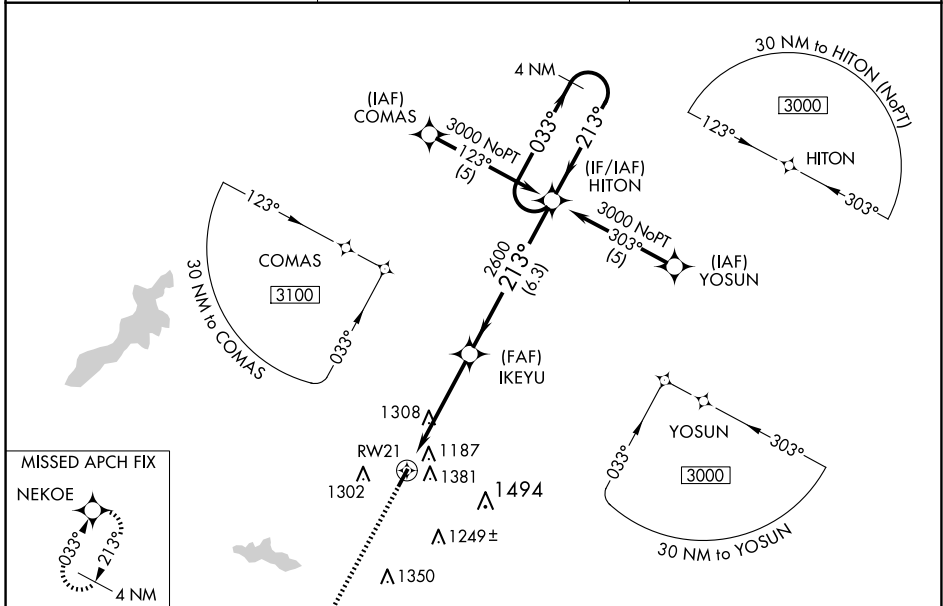 4 NM
033°
213°
(IAF)
COMAS
3000 NoPT
123°
(5)
(IF/IAF)
HITON
3000 NoPT
303°
(5)
(IAF)
YOSUN
2600
213°
(6.3)
(FAF)
IKEYU
30 NM to HITON (NoPT)
3000
123°
HITON
303°
123°
COMAS
3100
033°
30 NM to COMAS
YOSUN
303°
033°
3000
30 NM to YOSUN
1308
RW21
1187
1302
1381
1494
1249±
1350
MISSED APCH FIX
NEKOE
033°
213°
4 NM